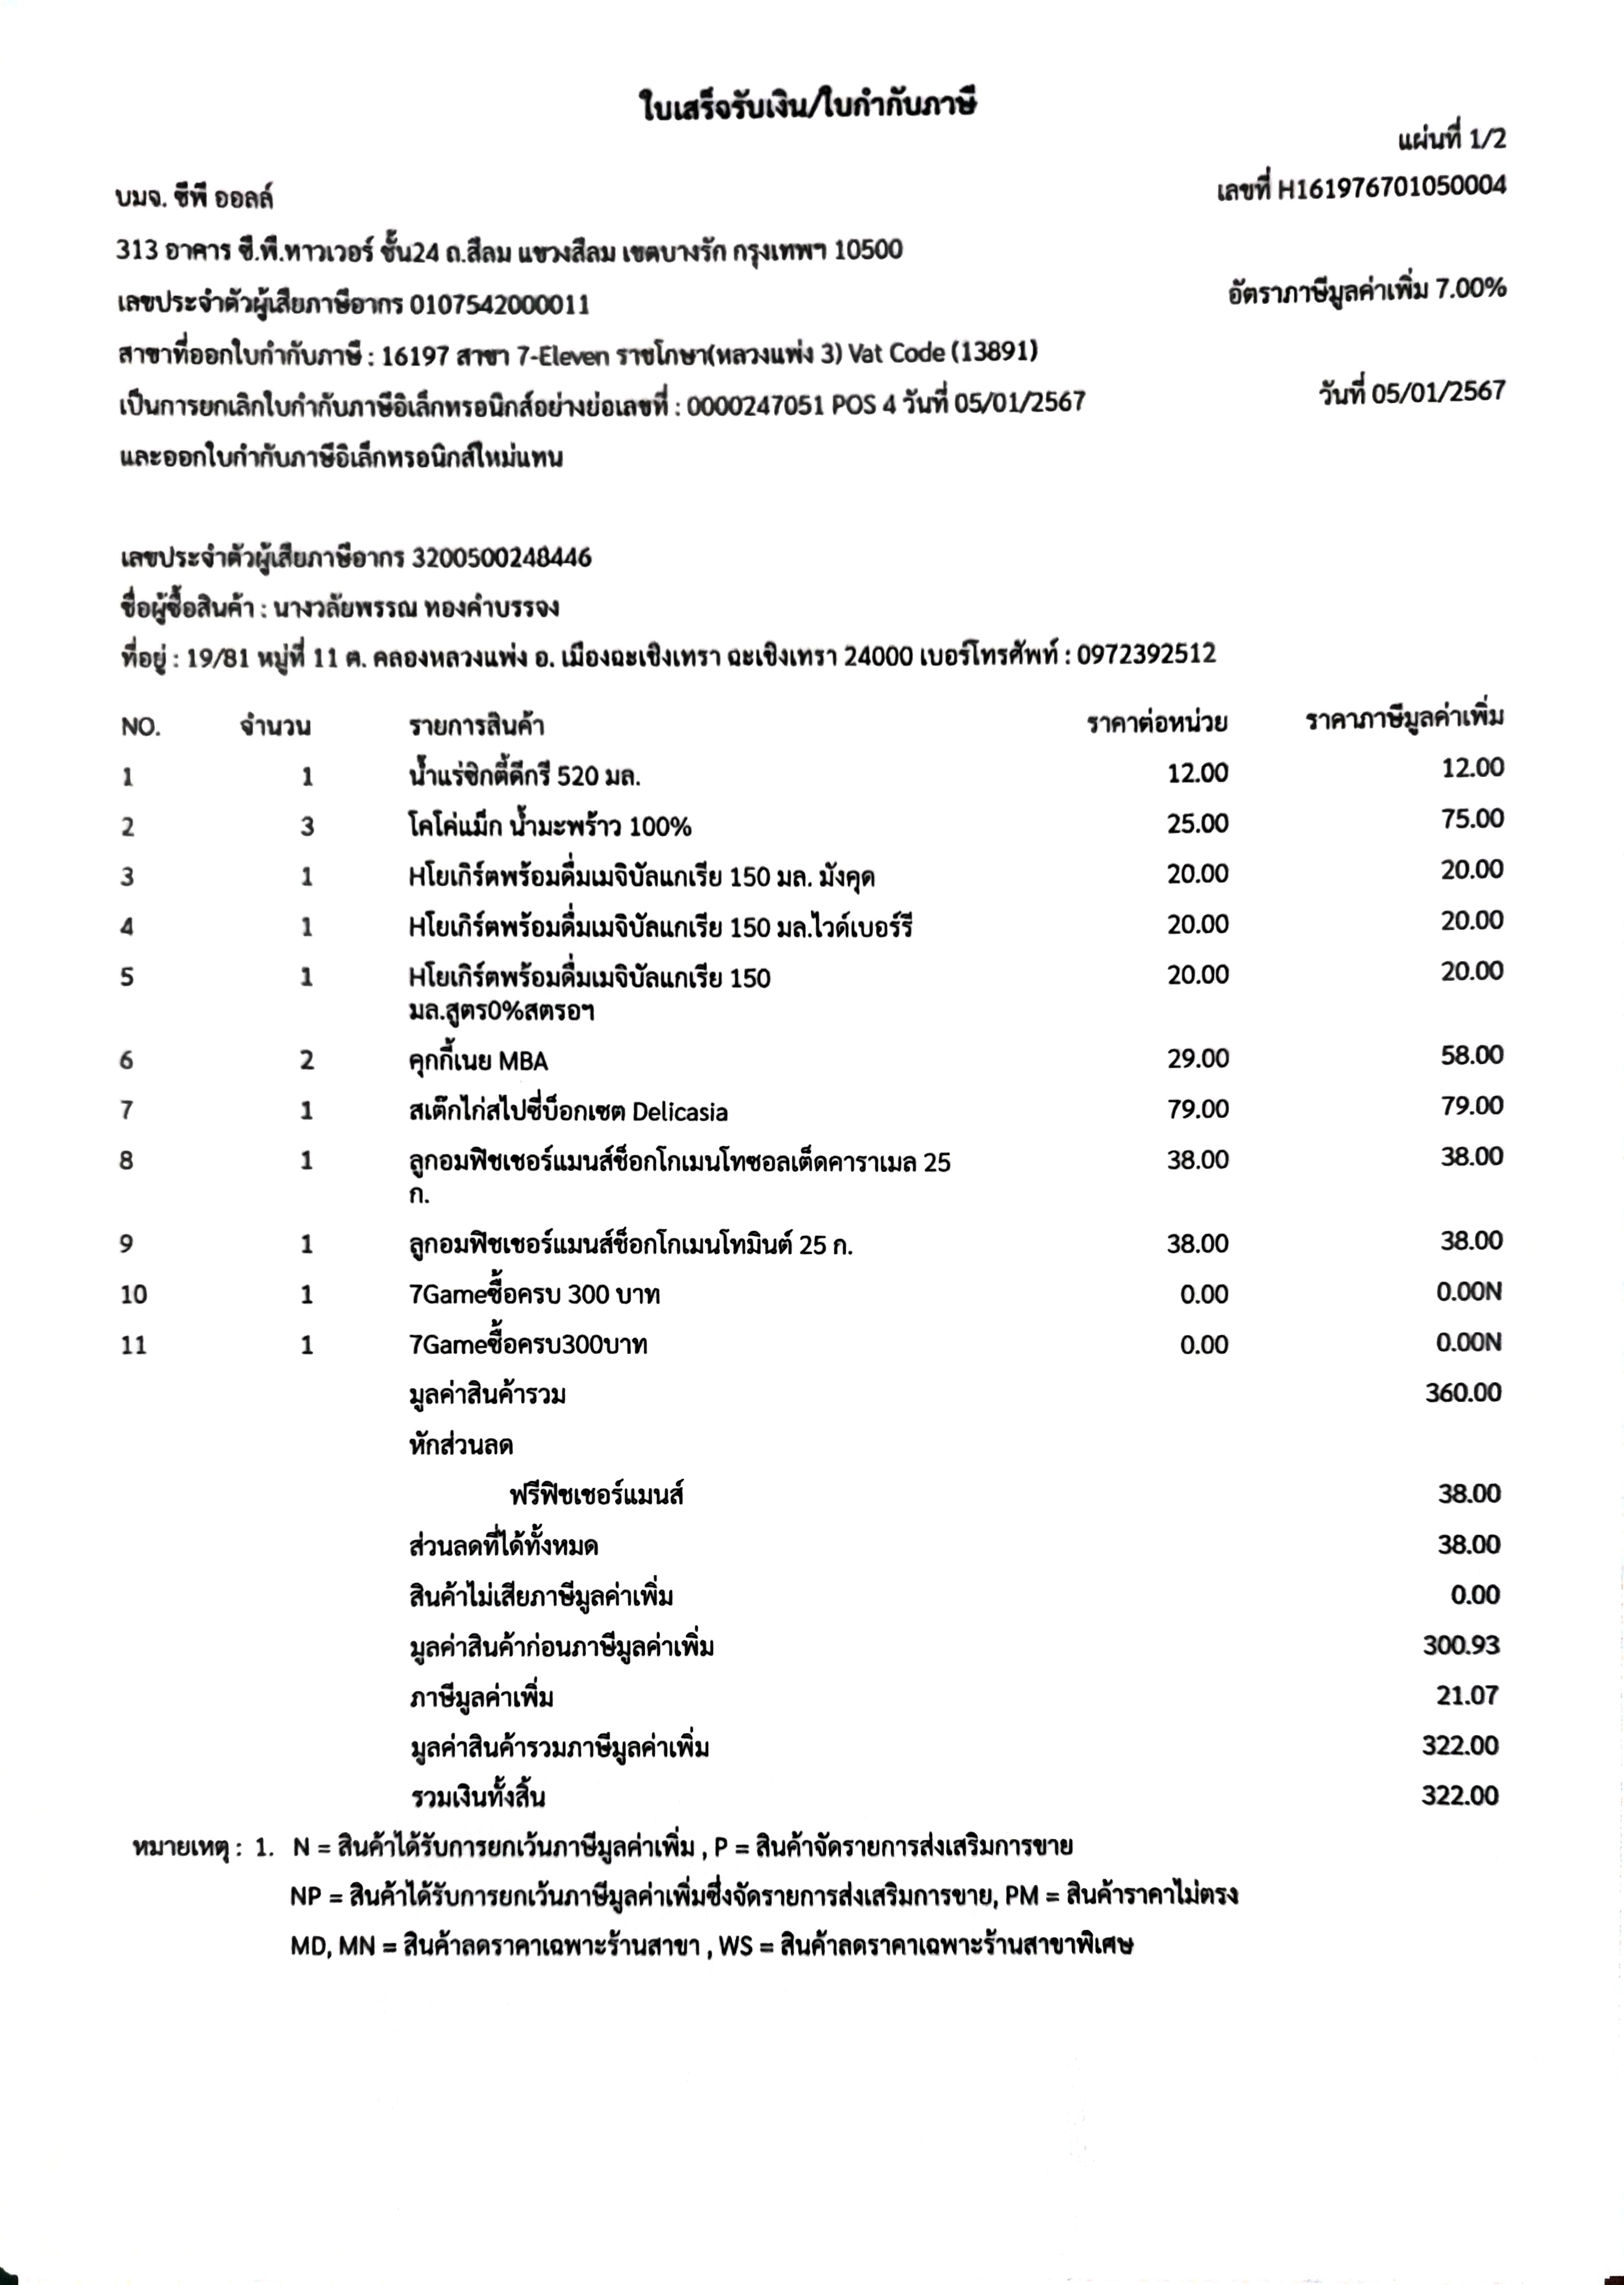 ใบเสร็จรับเงิน/ใบกำกับภาษี
แผ่นที่ 1/2
บมจ. ซีพี ออลล์
เลขที่ H161976701050004
313 อาคาร ซี.พี.ทาวเวอร์ ชั้น24 ถ.สีลม แขวงสีลม เขตบางรัก กรุงเทพฯ 10500
เลขประจำตัวผู้เสียภาษีอากร 0107542000011
อัตราภาษีมูลค่าเพิ่ม 7.00%
สาขาที่ออกใบกำกับภาษี : 16197 สาขา 7-Eleven ราชโภษา(หลวงแพ่ง 3) Vat Code (13891)
เป็นการยกเลิกใบกำกับภาษีอิเล็กทรอนิกส์อย่างย่อเลขที่ : 0000247051 POS 4 วันที่ 05/01/2567
วันที่ 05/01/2567
และออกใบกำกับภาษีอิเล็กทรอนิกส์ใหม่แทน
เลขประจำตัวผู้เสียภาษีอากร 3200500248446
ชื่อผู้ซื้อสินค้า : นางวลัยพรรณ ทองคำบรรจง
ที่อยู่ : 19/81 หมู่ที่ 11 ต. คลองหลวงแพ่ง อ. เมืองฉะเชิงเทรา ฉะเชิงเทรา 24000 เบอร์โทรศัพท์ : 0972392512
NO. จำนวน รายการสินค้า ราคาต่อหน่วย ราคาภาษีมูลค่าเพิ่ม
1 1 น้ำแร่ซิกตี้ดีกรี 520 มล. 12.00 12.00
2 3 โคโค่แม็ก น้ำมะพร้าว 100% 25.00 75.00
3 1 Hโยเกิร์ตพร้อมดื่มเมจิบัลแกเรีย 150 มล. มังคุด 20.00 20.00
4 1 Hโยเกิร์ตพร้อมดื่มเมจิบัลแกเรีย 150 มล.ไวด์เบอร์รี 20.00 20.00
5 1 Hโยเกิร์ตพร้อมดื่มเมจิบัลแกเรีย 150 20.00 20.00
มล.สูตร0%สตรอฯ
6 2 คุกกี้เนย MBA 29.00 58.00
7 1 สเต๊กไก่สไปซี่บ็อกเซต Delicasia 79.00 79.00
8 1 ลูกอมฟิชเชอร์แมนส์ช็อกโกเมนโทซอลเต็ดคาราเมล 25 38.00 38.00
ก.
9 1 ลูกอมฟิชเชอร์แมนส์ช็อกโกเมนโทมินต์ 25 ก. 38.00 38.00
10 1 7Gameซื้อครบ 300 บาท 0.00 0.00N
11 1 7Gameซื้อครบ300บาท 0.00 0.00N
มูลค่าสินค้ารวม 360.00
หักส่วนลด
ฟรีฟิชเชอร์แมนส์ 38.00
ส่วนลดที่ได้ทั้งหมด 38.00
สินค้าไม่เสียภาษีมูลค่าเพิ่ม 0.00
มูลค่าสินค้าก่อนภาษีมูลค่าเพิ่ม 300.93
ภาษีมูลค่าเพิ่ม 21.07
มูลค่าสินค้ารวมภาษีมูลค่าเพิ่ม 322.00
รวมเงินทั้งสิ้น 322.00
หมายเหตุ : 1. N = สินค้าได้รับการยกเว้นภาษีมูลค่าเพิ่ม , P = สินค้าจัดรายการส่งเสริมการขาย
NP = สินค้าได้รับการยกเว้นภาษีมูลค่าเพิ่มซึ่งจัดรายการส่งเสริมการขาย, PM = สินค้าราคาไม่ตรง
MD, MN = สินค้าลดราคาเฉพาะร้านสาขา , WS = สินค้าลดราคาเฉพาะร้านสาขาพิเศษ